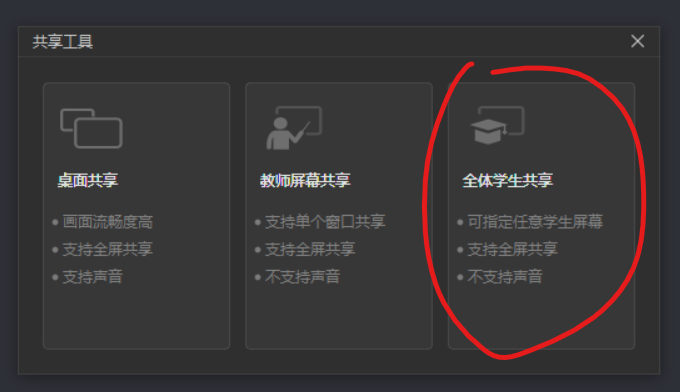 共享工具
桌面共享
• 画面流畅度高
• 支持全屏共享
• 支持声音
教师屏幕共享
• 支持单个窗口共享
• 支持全屏共享
• 不支持声音
全体学生共享
• 可指定任意学生屏幕
• 支持全屏共享
• 不支持声音